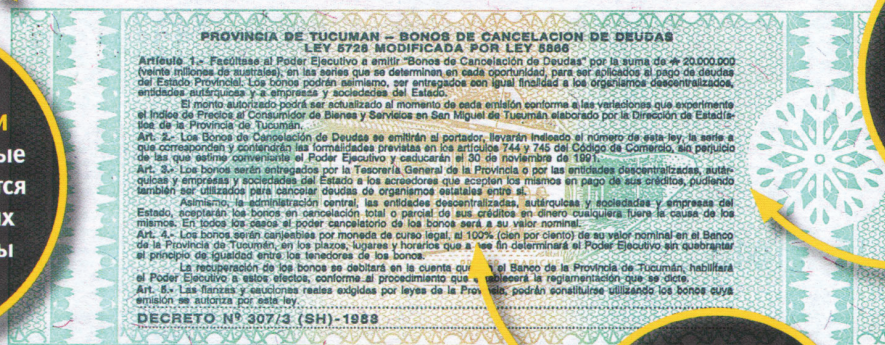 PROVINCIA DE TUCUMAN – BONOS DE CANCELACION DE DEUDAS
LEY 5728 MODIFICADA POR LEY 5866
Artículo 1.- Facúltase al Poder Ejecutivo a emitir "Bonos de Cancelación de Deudas" por la suma de ₳ 20.000.000
(veinte millones de australes), en las series que se determinen en cada oportunidad, para ser aplicados al pago de deudas
del Estado Provincial. Los bonos podrán asimismo, ser entregados con igual finalidad a los organismos descentralizados,
entidades autárquicas y a empresas y sociedades del Estado.
El monto autorizado podrá ser actualizado al momento de cada emisión conforme a las variaciones que experimente
el Indice de Precios al Consumidor de Bienes y Servicios en San Miguel de Tucumán elaborado por la Dirección de Estadís-
tica de la Provincia de Tucumán.
Art. 2.- Los Bonos de Cancelación de Deudas se emitirán al portador, llevarán indicado el número de esta ley, la serie a
que corresponden y contendrán las formalidades previstas en los artículos 744 y 745 del Código de Comercio, sin perjuicio
de las que estime conveniente el Poder Ejecutivo y caducarán el 30 de noviembre de 1991.
Art. 3.- Los bonos serán entregados por la Tesorería General de la Provincia o por las entidades descentralizadas, autár-
quicas y empresas y sociedades del Estado a los acreedores que acepten los mismos en pago de sus créditos, pudiendo
también ser utilizados para cancelar deudas de organismos estatales entre sí.
Asimismo, la administración central, las entidades descentralizadas, autárquicas y sociedades y empresas del
Estado, aceptarán los bonos en cancelación total o parcial de sus créditos en dinero cualquiera fuere la causa de los
mismos. En todos los casos el poder cancelatorio de los bonos será a su valor nominal.
Art. 4.- Los bonos serán canjeables por moneda de curso legal, al 100% (cien por ciento) de su valor nominal en el Banco
de la Provincia de Tucumán, en los plazos, lugares y horarios que a ese fin determinará el Poder Ejecutivo sin quebrantar
el principio de igualdad entre los tenedores de los bonos.
La recuperación de los bonos se debitará en la cuenta que el Banco de la Provincia de Tucumán, habilitará
el Poder Ejecutivo a estos efectos, conforme al procedimiento que establecerá la reglamentación que se dicte.
Art. 5.- Las fianzas y cauciones reales exigidas por leyes de la Provincia, podrán constituirse utilizando los bonos cuya
emisión se autoriza por esta ley.
DECRETO Nº 307/3 (SH)-1988
и
ые
тся
их
ы